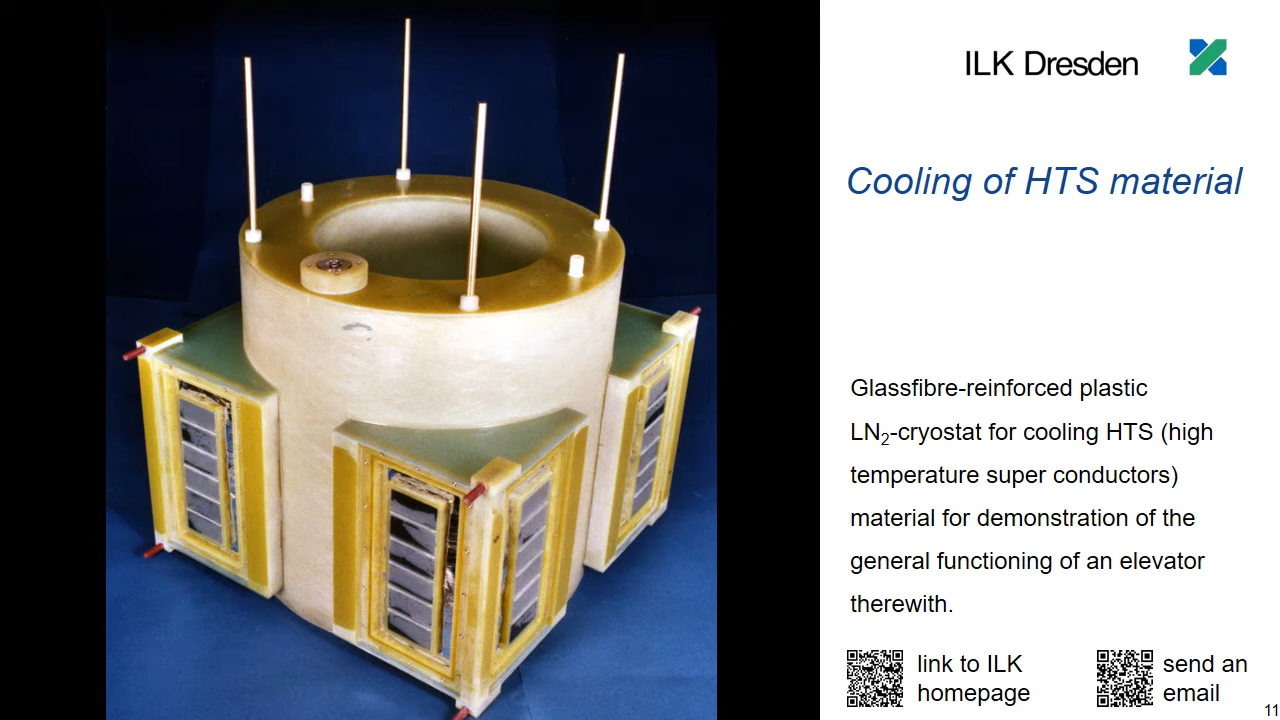 ILK Dresden
Cooling of HTS material
Glassfibre-reinforced plastic
LN₂-cryostat for cooling HTS (high
temperature super conductors)
material for demonstration of the
general functioning of an elevator
therewith.
link to ILK
homepage
send an
email
11